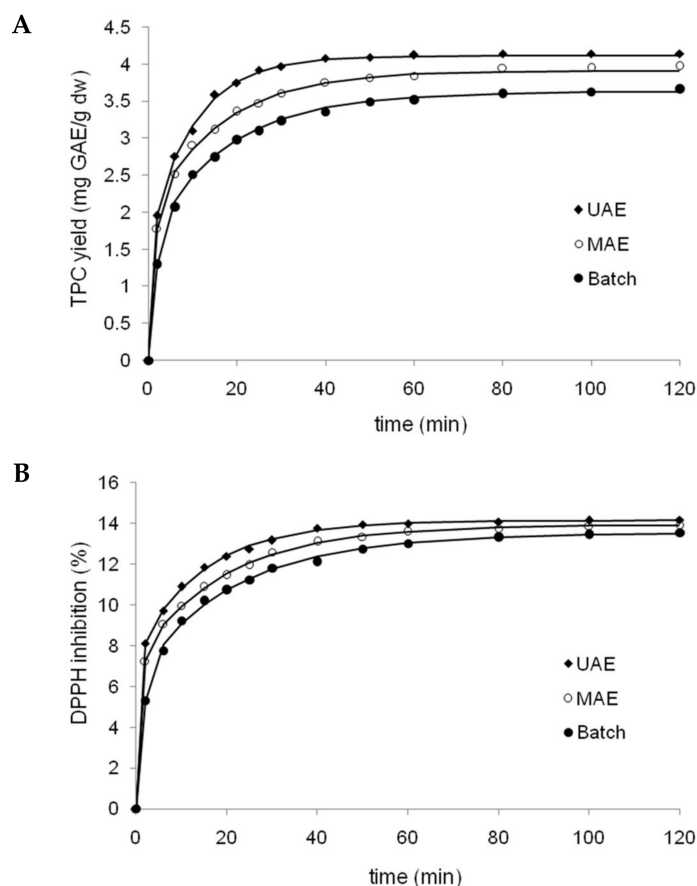 A
TPC yield (mg GAE/g dw)
4.5
4
3.5
3
2.5
2
1.5
1
0.5
0
UAE
MAE
Batch
0 20 40 60 80 100 120
time (min)
B
DPPH inhibition (%)
16
14
12
10
8
6
4
2
0
UAE
MAE
Batch
0 20 40 60 80 100 120
time (min)